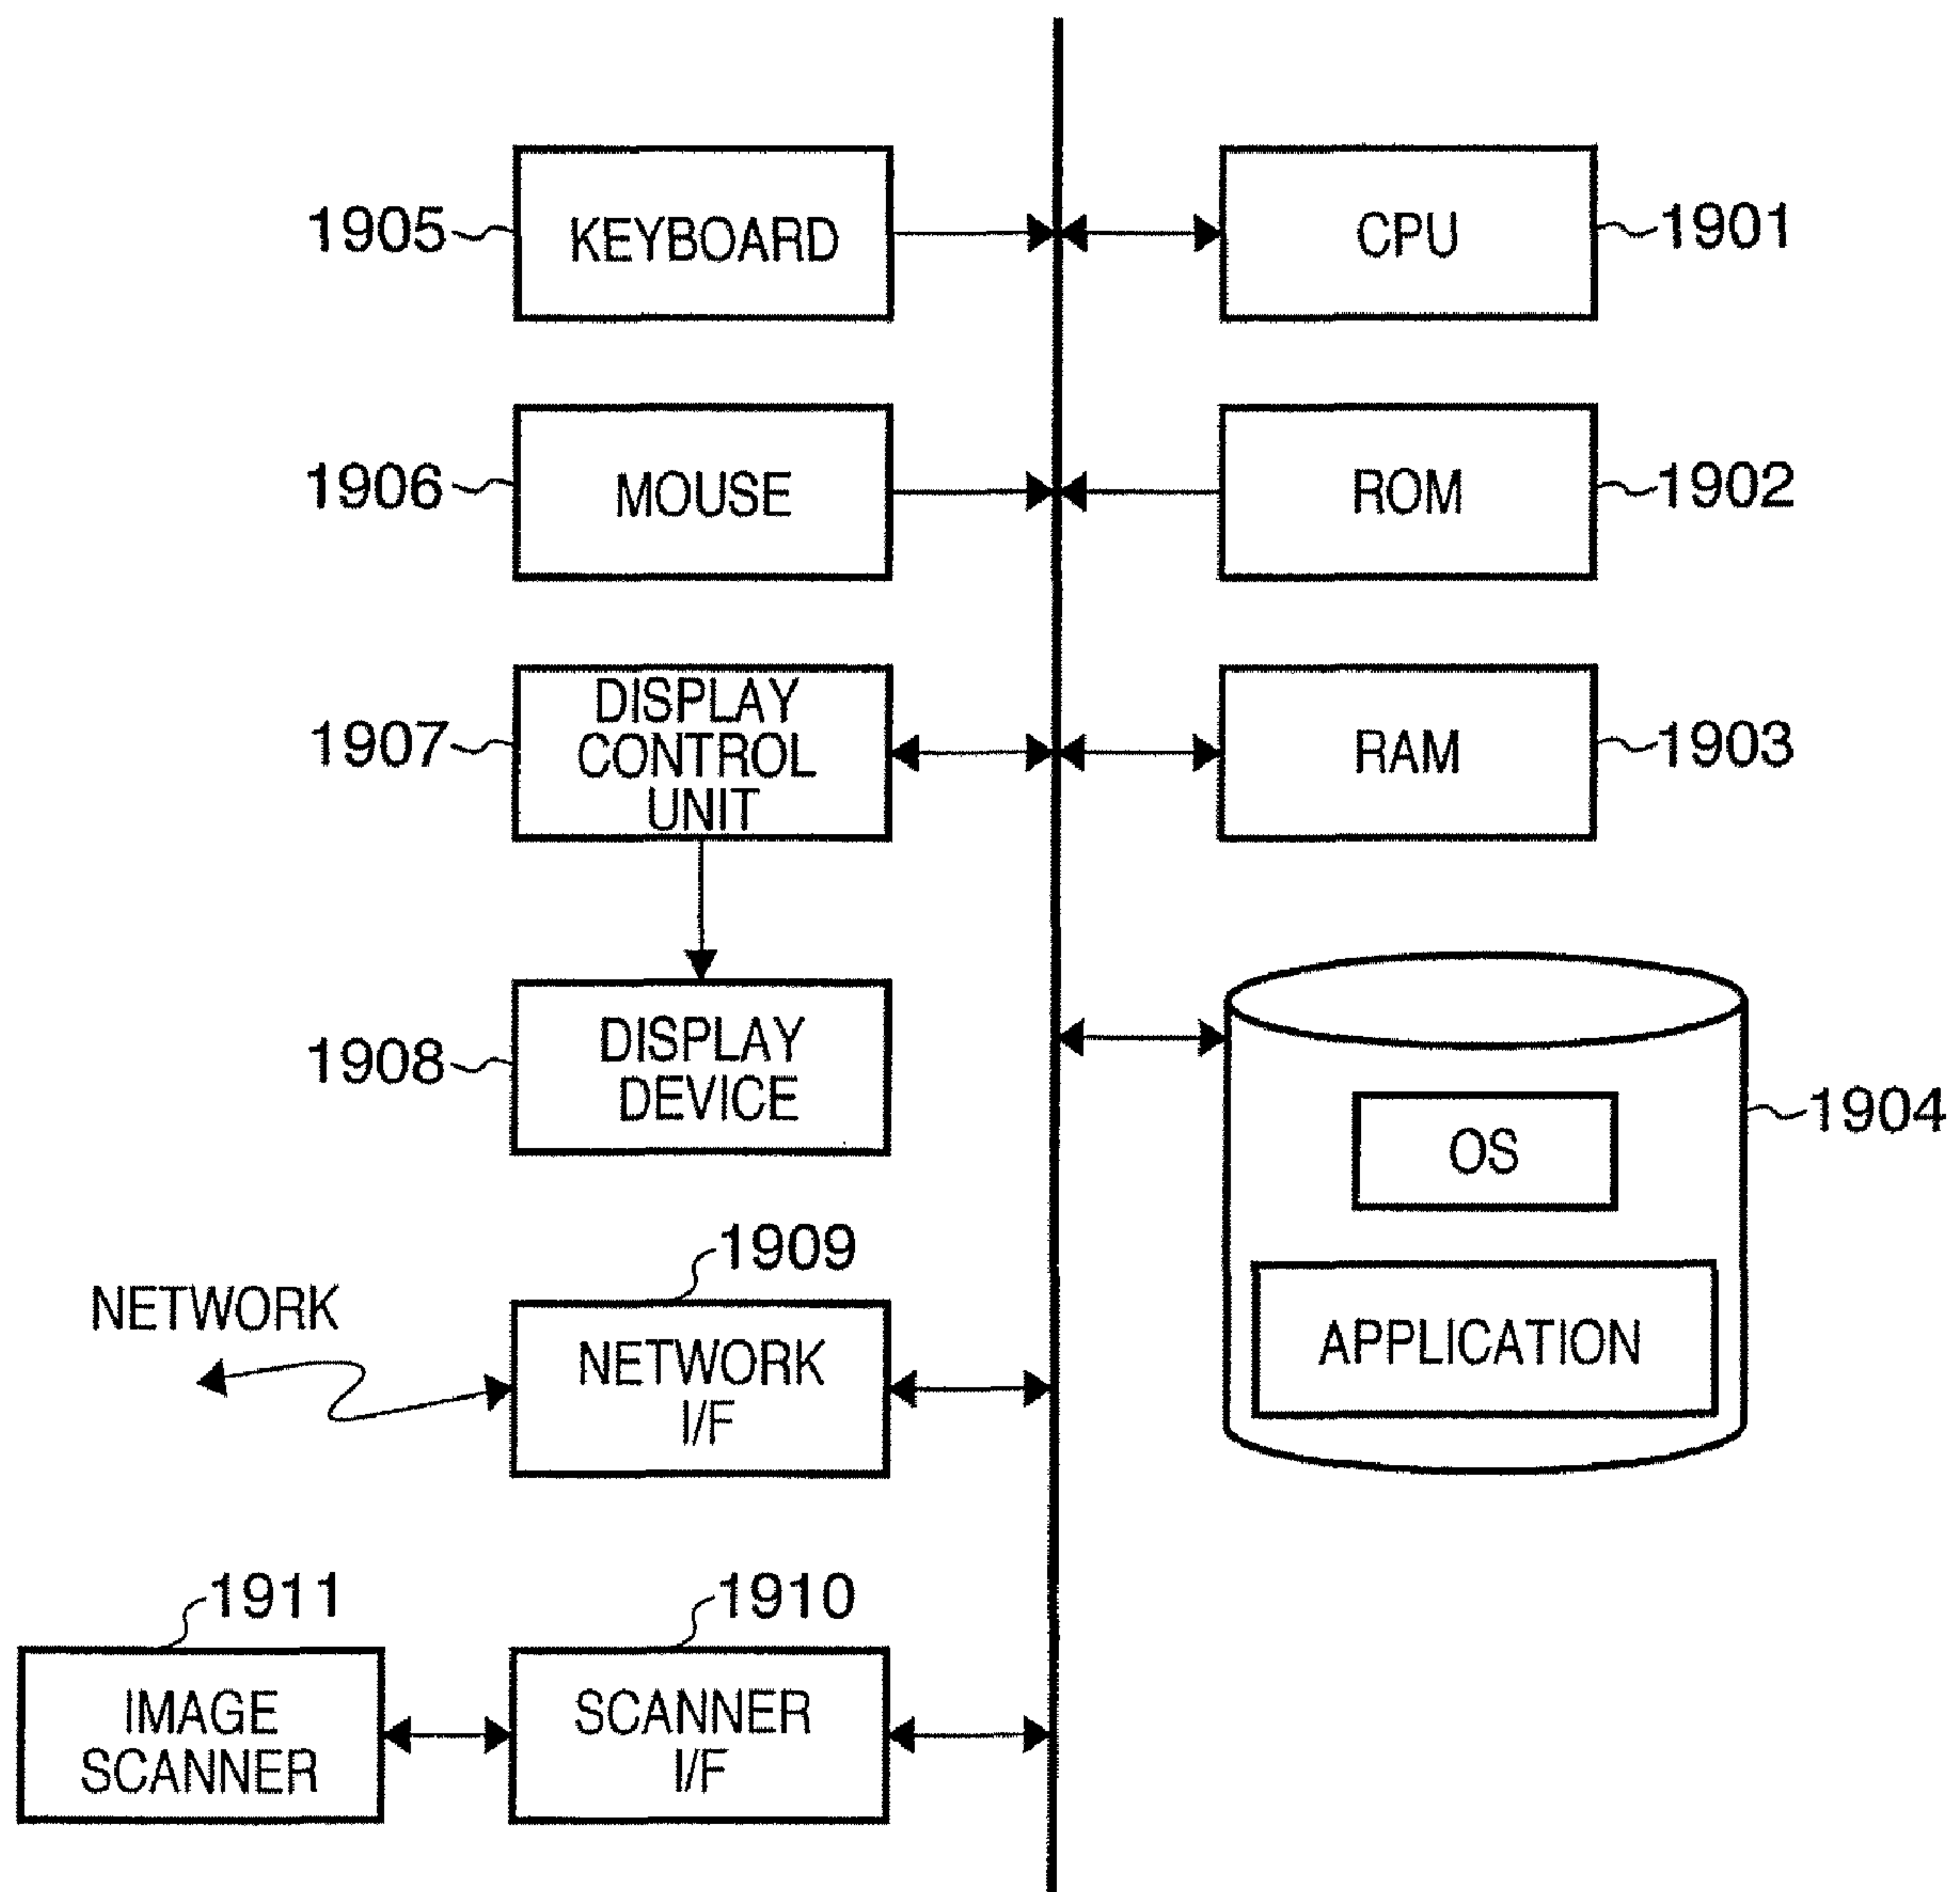 1905
KEYBOARD
CPU
1901
1906
MOUSE
ROM
1902
1907
DISPLAY
CONTROL
UNIT
RAM
1903
1908
DISPLAY
DEVICE
1904
OS
APPLICATION
NETWORK
1909
NETWORK
I/F
1911
IMAGE
SCANNER
1910
SCANNER
I/F